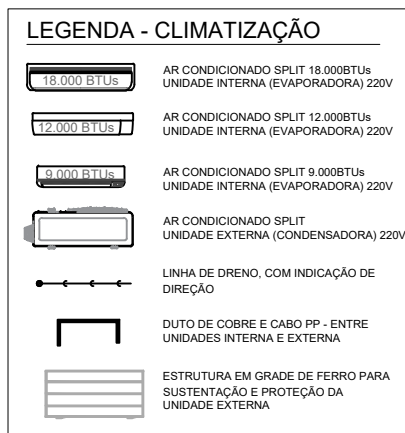 LEGENDA - CLIMATIZAÇÃO
18.000 BTUs
AR CONDICIONADO SPLIT 18.000BTUs
UNIDADE INTERNA (EVAPORADORA) 220V
12.000 BTUs
AR CONDICIONADO SPLIT 12.000BTUs
UNIDADE INTERNA (EVAPORADORA) 220V
9.000 BTUs
AR CONDICIONADO SPLIT 9.000BTUs
UNIDADE INTERNA (EVAPORADORA) 220V
AR CONDICIONADO SPLIT
UNIDADE EXTERNA (CONDENSADORA) 220V
LINHA DE DRENO, COM INDICAÇÃO DE
DIREÇÃO
DUTO DE COBRE E CABO PP - ENTRE
UNIDADES INTERNA E EXTERNA
ESTRUTURA EM GRADE DE FERRO PARA
SUSTENTAÇÃO E PROTEÇÃO DA
UNIDADE EXTERNA